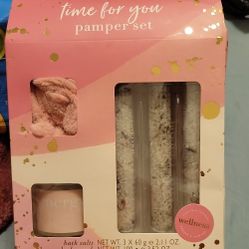 time for you
pamper set
wellness
bath salts NET WT. 3 X 60 g 2.11 OZ.